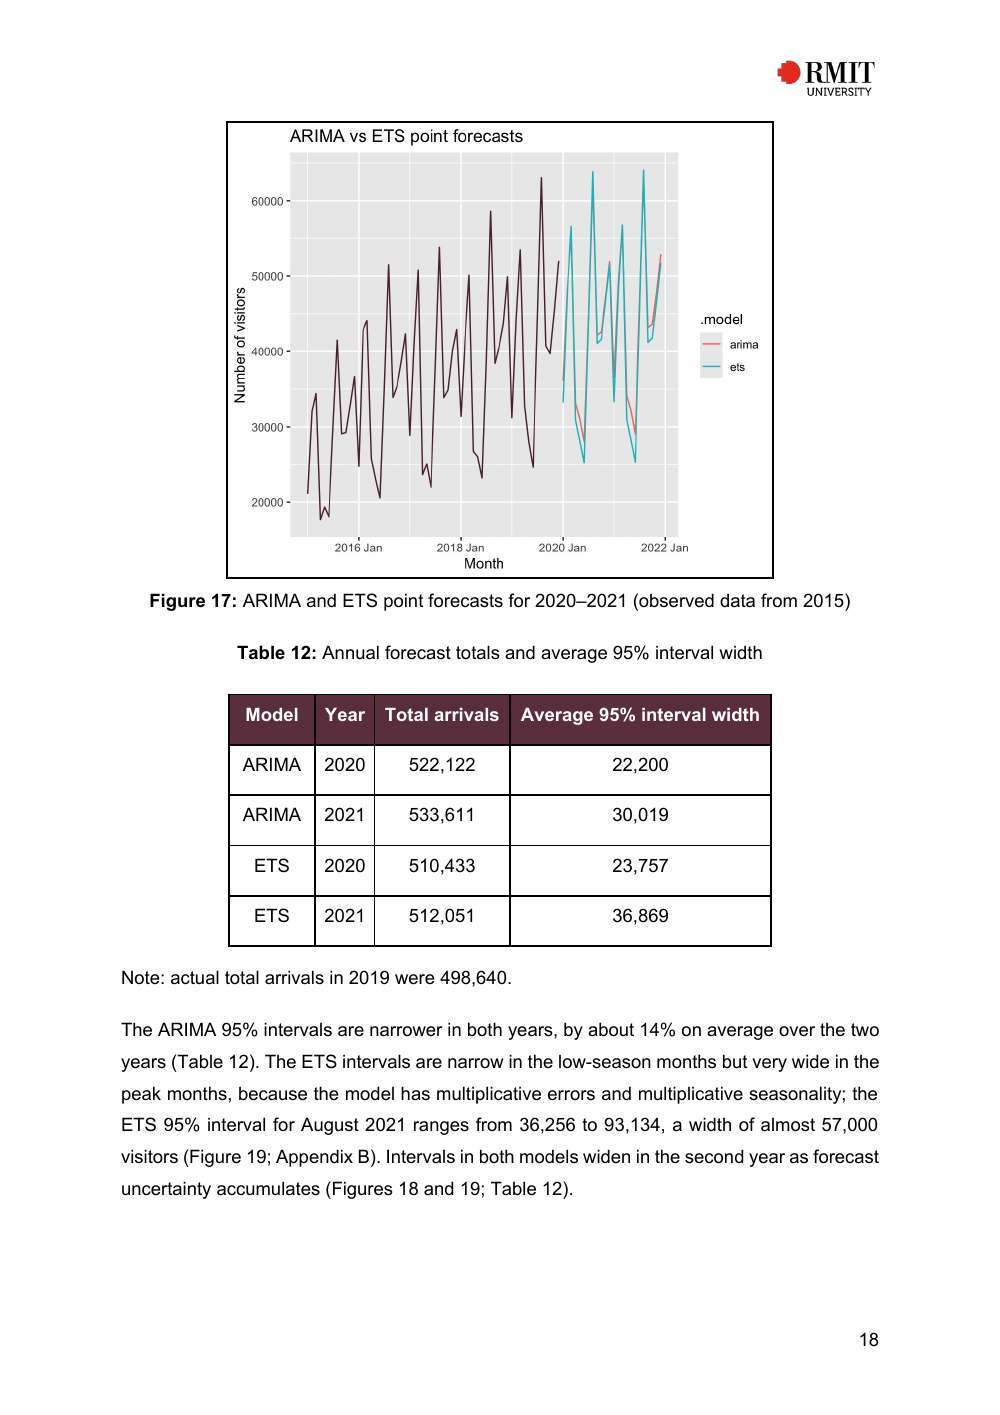 RMIT
UNIVERSITY
ARIMA vs ETS point forecasts
Number of visitors
60000
50000
40000
30000
20000
2016 Jan 2018 Jan 2020 Jan 2022 Jan
Month
.model
arima
ets
Figure 17: ARIMA and ETS point forecasts for 2020–2021 (observed data from 2015)
Table 12: Annual forecast totals and average 95% interval width
Model Year Total arrivals Average 95% interval width
ARIMA 2020 522,122 22,200
ARIMA 2021 533,611 30,019
ETS 2020 510,433 23,757
ETS 2021 512,051 36,869
Note: actual total arrivals in 2019 were 498,640.
The ARIMA 95% intervals are narrower in both years, by about 14% on average over the two
years (Table 12). The ETS intervals are narrow in the low-season months but very wide in the
peak months, because the model has multiplicative errors and multiplicative seasonality; the
ETS 95% interval for August 2021 ranges from 36,256 to 93,134, a width of almost 57,000
visitors (Figure 19; Appendix B). Intervals in both models widen in the second year as forecast
uncertainty accumulates (Figures 18 and 19; Table 12).
18